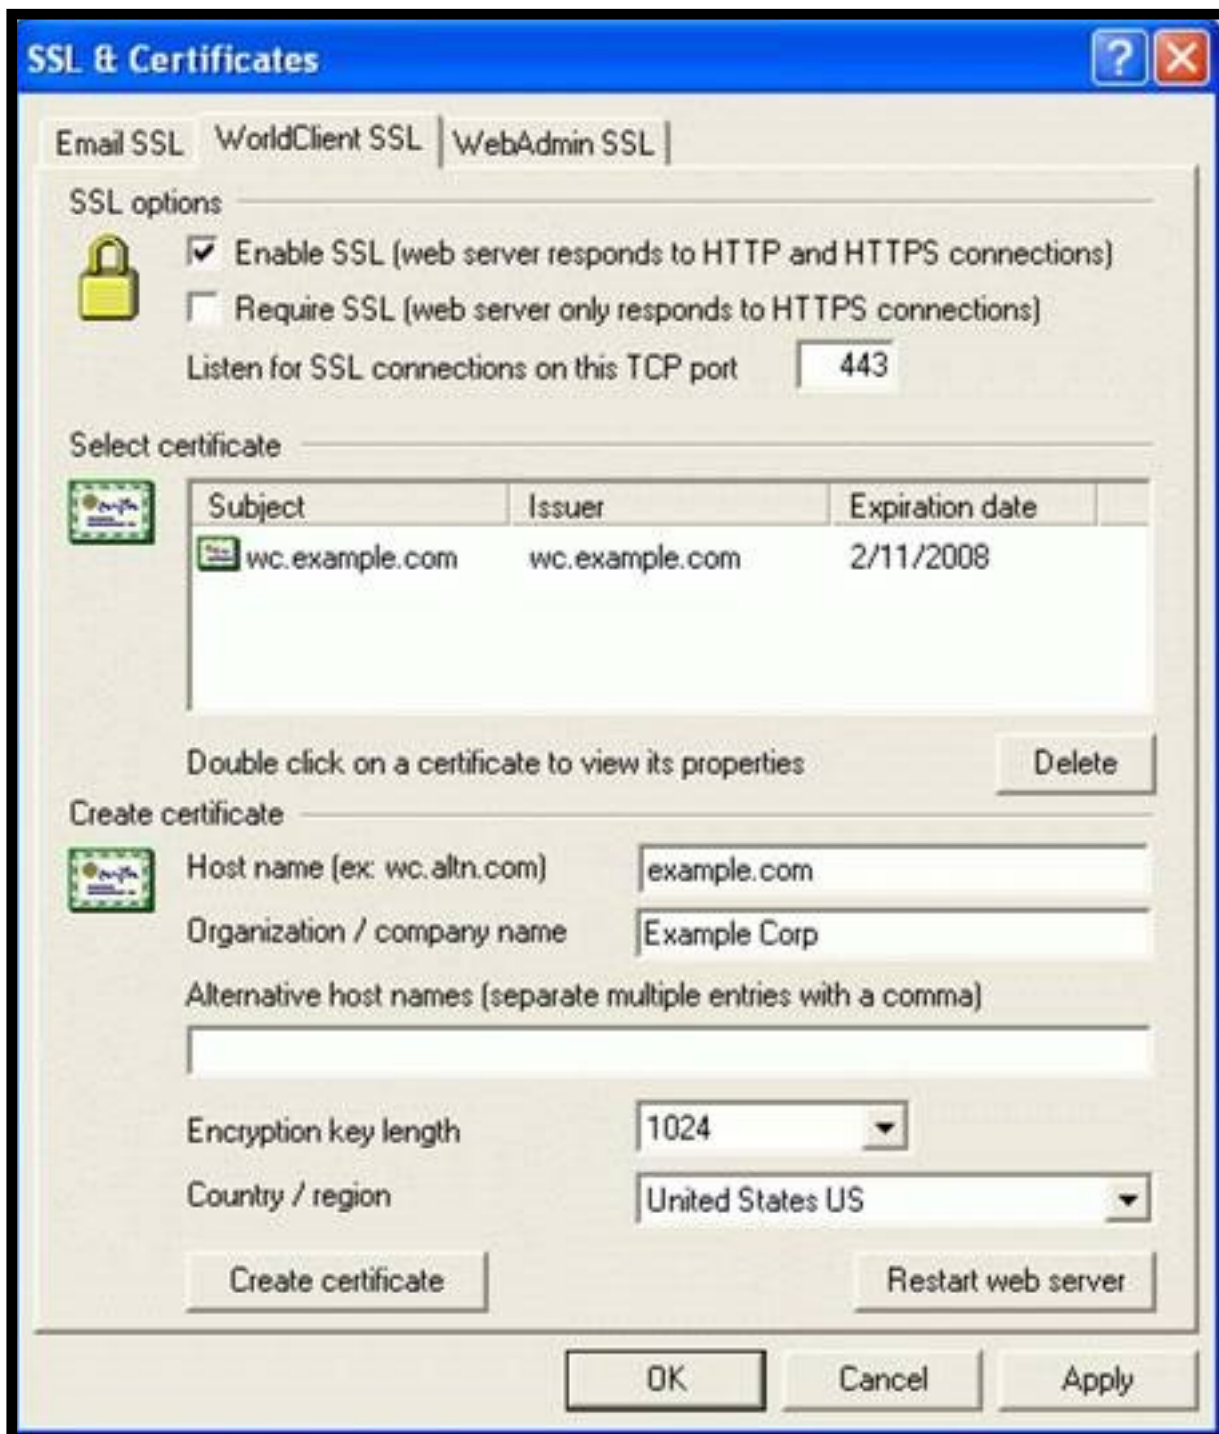 SSL & Certificates
Email SSL WorldClient SSL WebAdmin SSL
SSL options
Enable SSL (web server responds to HTTP and HTTPS connections)
Require SSL (web server only responds to HTTPS connections)
Listen for SSL connections on this TCP port 443
Select certificate
Subject Issuer Expiration date
wc.example.com wc.example.com 2/11/2008
Double click on a certificate to view its properties Delete
Create certificate
Host name (ex: wc.altn.com) example.com
Organization / company name Example Corp
Alternative host names (separate multiple entries with a comma)
Encryption key length 1024
Country / region United States US
Create certificate Restart web server
OK Cancel Apply